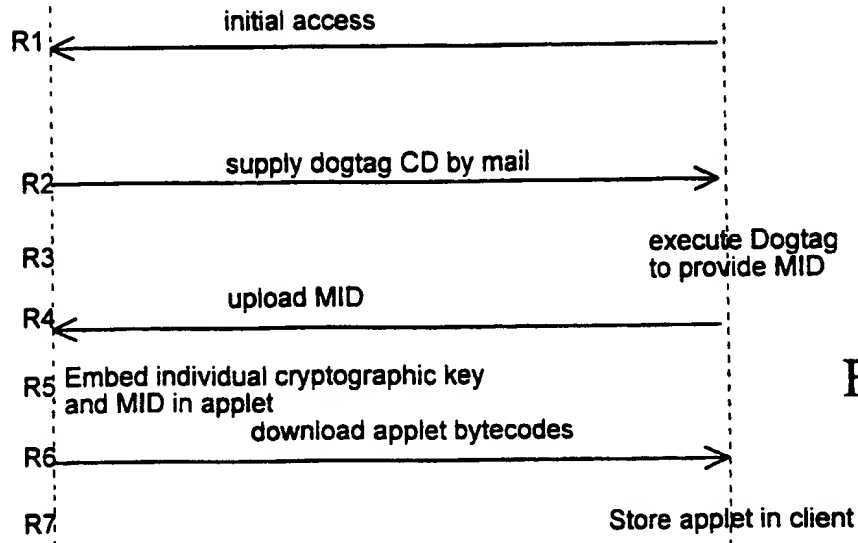 initial access
R1
supply dogtag CD by mail
R2
execute Dogtag
to provide MID
R3
upload MID
R4
R5 Embed individual cryptographic key
and MID in applet
download applet bytecodes
R6
R7 Store applet in client